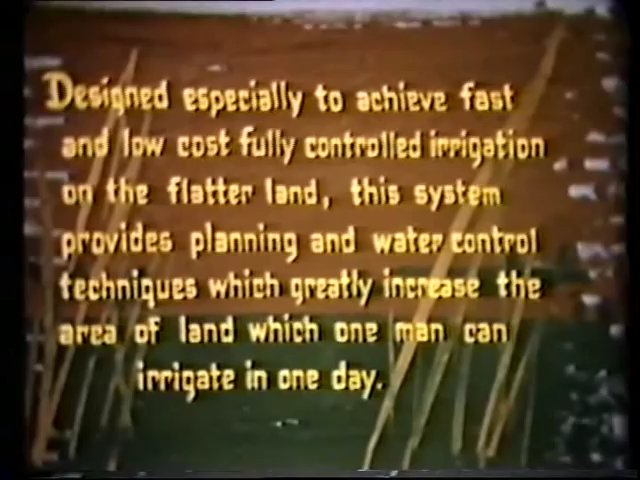 Designed especially to achieve fast
and low cost fully controlled irrigation
on the flatter land, this system
provides planning and water control
techniques which greatly increase the
area of land which one man can
irrigate in one day.